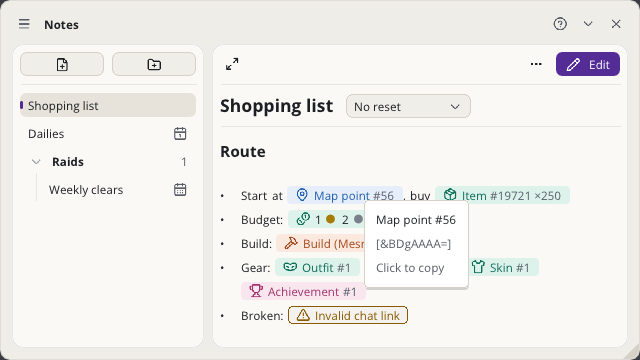 Notes
Edit
Shopping list
Dailies
Raids 1
Weekly clears
Shopping list No reset
Route
• Start at Map point #56, buy Item #19721 ×250
• Budget: 1 2
• Build: Build (Mesm
• Gear: Outfit #1 Skin #1
Achievement #1
• Broken: Invalid chat link
Map point #56
[&BDgAAAA=]
Click to copy